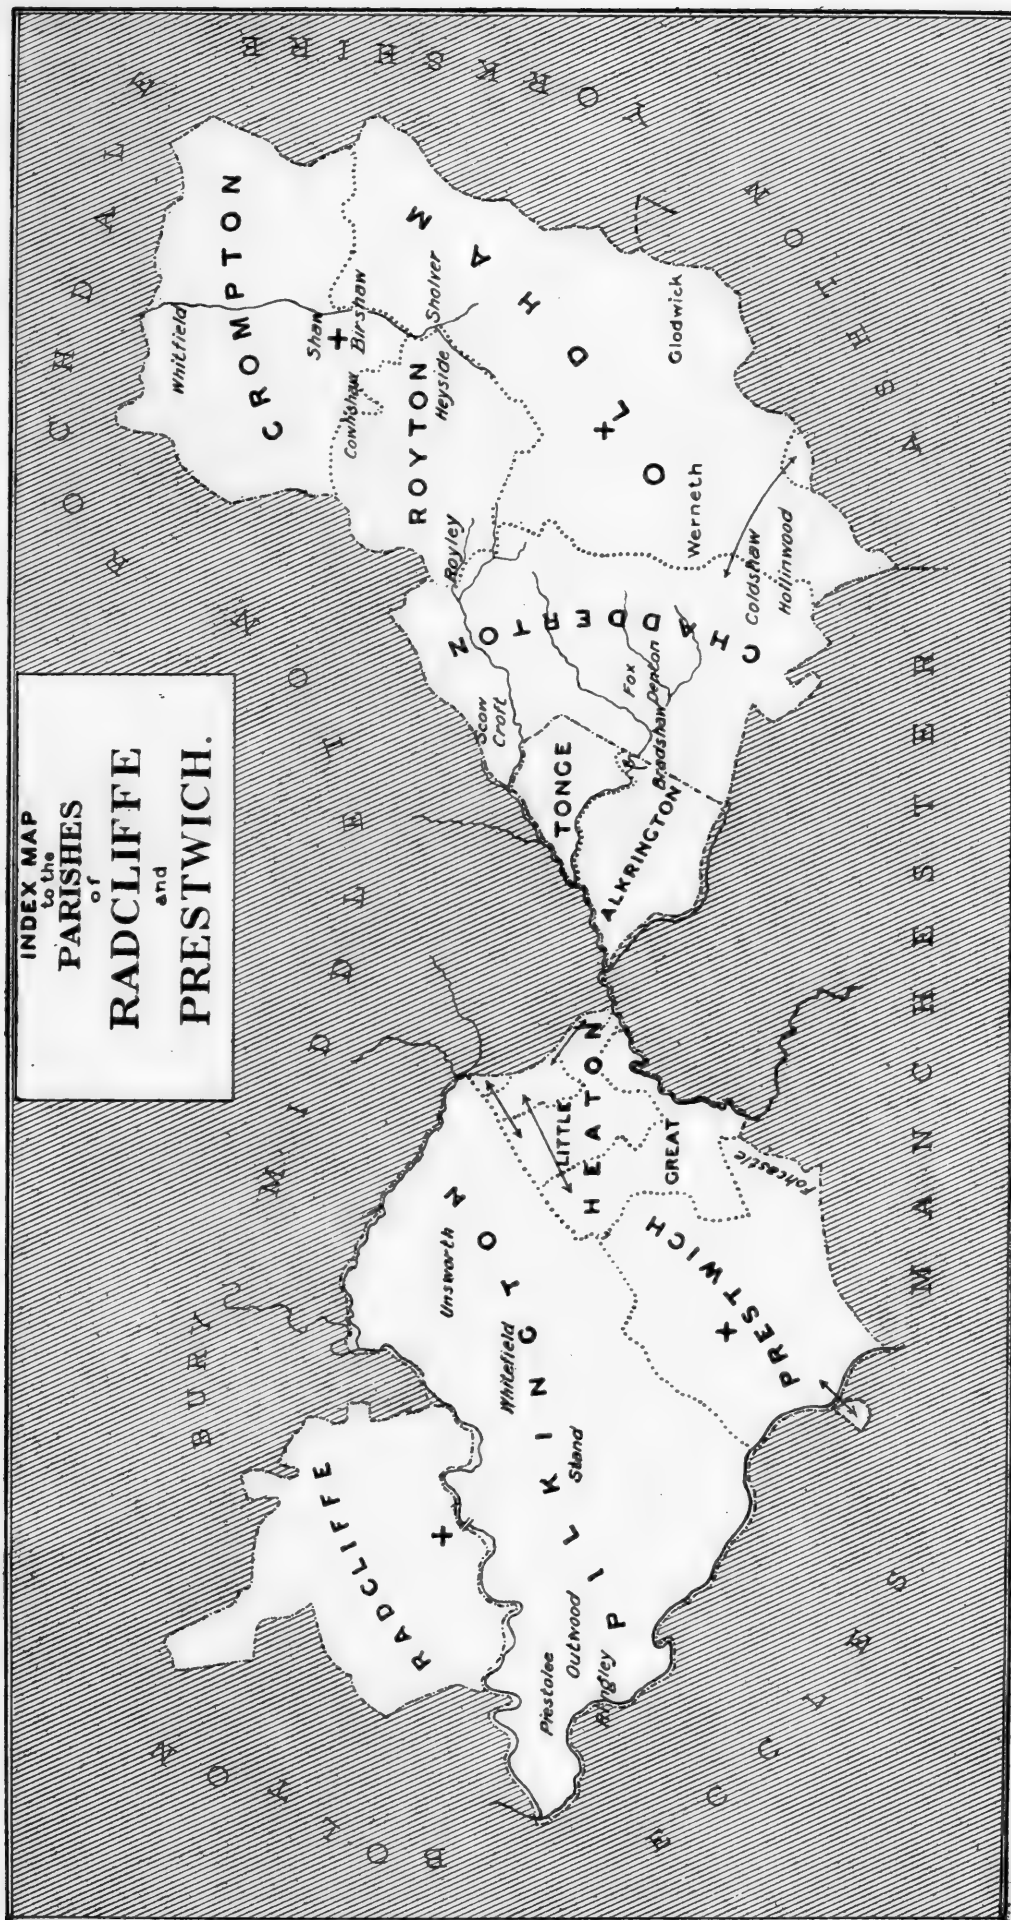 INDEX MAP
to the
PARISHES
of
RADCLIFFE
and
PRESTWICH.
BOLTON
BURY
MIDDLETON
ROCHDALE
YORKSHIRE
ASHTON
MANCHESTER
ECCLES
RADCLIFFE
PILKINGTON
Unsworth
Whitefield
Stand
Outwood
Ringley
PRESTWICH
HEATON
LITTLE
GREAT
TONGE
ALKRINGTON
CHADDERTON
Scow
Croft
Fox
Denton
Bradshaw
Coldshaw
Hollinwood
Royley
ROYTON
Heyside
Cowlishaw
CROMPTON
Whitfield
Shaw
Birshaw
OLDHAM
Sholver
Glodwick
Werneth